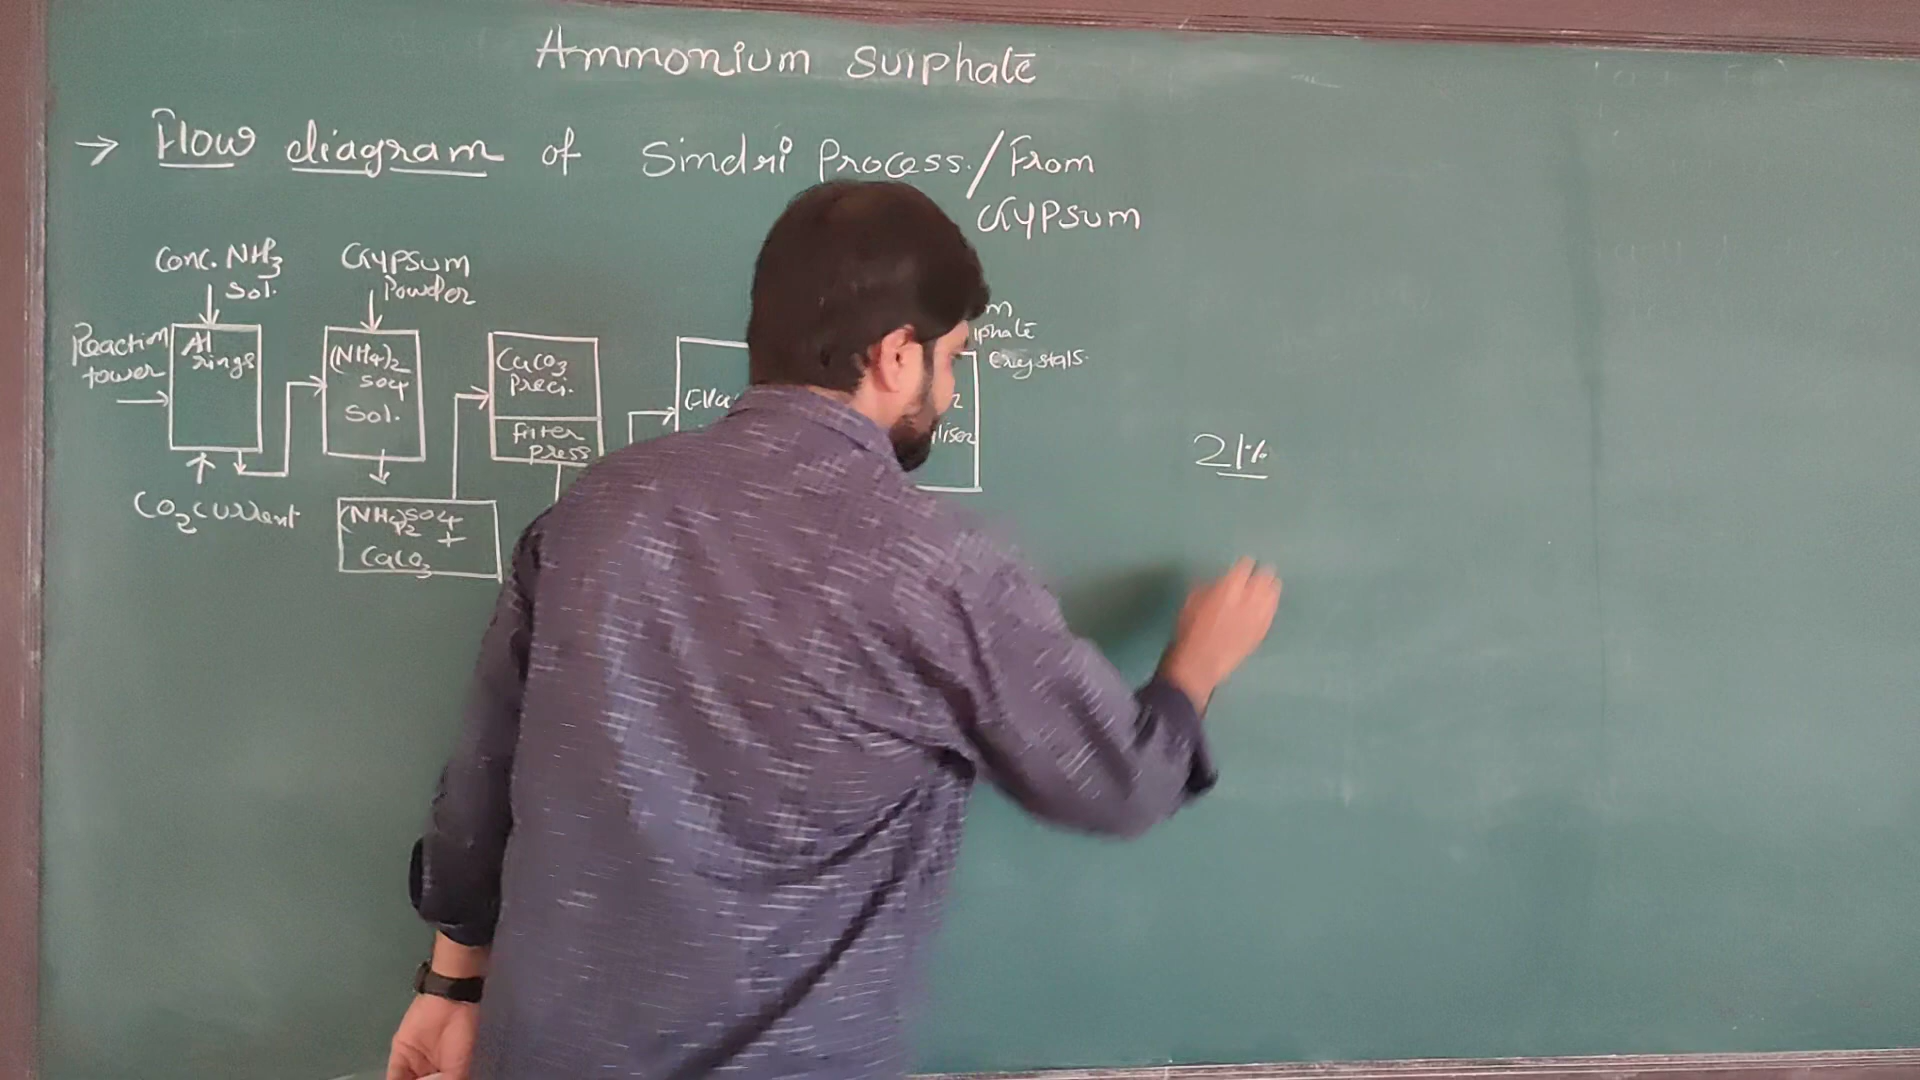 Ammonium Sulphate
→ Flow diagram of Sindri Process. / From
Gypsum
Conc. NH3
Sol.
Gypsum
Powder
Reaction
tower
Al
rings
(NH4)2
SO4
Sol.
CaCO3
Preci.
Filter
Press
Crystals.
21%
CO2 current
(NH4)2SO4
+
CaCO3